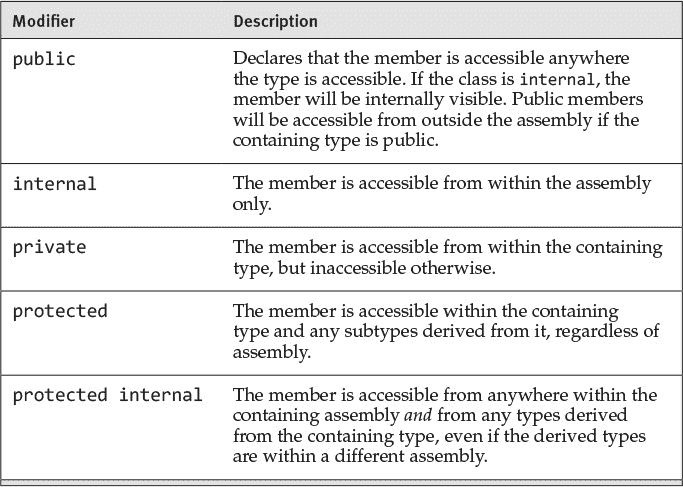 Modifier Description
public Declares that the member is accessible anywhere
the type is accessible. If the class is internal, the
member will be internally visible. Public members
will be accessible from outside the assembly if the
containing type is public.
internal The member is accessible from within the assembly
only.
private The member is accessible from within the containing
type, but inaccessible otherwise.
protected The member is accessible within the containing
type and any subtypes derived from it, regardless of
assembly.
protected internal The member is accessible from anywhere within the
containing assembly and from any types derived
from the containing type, even if the derived types
are within a different assembly.